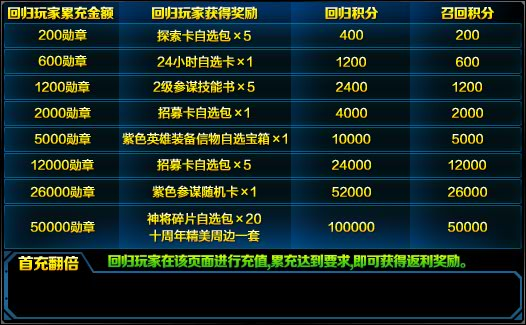 回归玩家累充金额 回归玩家获得奖励 回归积分 召回积分
200勋章 探索卡自选包×5 400 200
600勋章 24小时自选卡×1 1200 600
1200勋章 2级参谋技能书×5 2400 1200
2000勋章 招募卡自选包×1 4000 2000
5000勋章 紫色英雄装备信物自选宝箱×1 10000 5000
12000勋章 招募卡自选包×5 24000 12000
26000勋章 紫色参谋随机卡×1 52000 26000
50000勋章 神将碎片自选包×20 100000 50000
十周年精美周边一套
首充翻倍 回归玩家在该页面进行充值,累充达到要求,即可获得返利奖励。